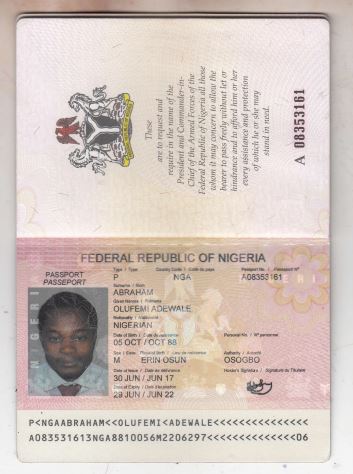 These
are to request and
require in the name of the
President and Commander-in-
Chief of the Armed Forces of the
Federal Republic of Nigeria all those
whom it may concern to allow the
bearer to pass freely without let or
hindrance and to afford him or her
every assistance and protection
of which he or she may
stand in need.
A 08353161
FEDERAL REPUBLIC OF NIGERIA
PASSPORT
PASSEPORT
Type / Type Country Code / Code du pays Passport No. / Passeport N°
P NGA A08353161
Surname / Nom
ABRAHAM
Given Names / Prénoms
OLUFEMI ADEWALE
Nationality / Nationalité
NIGERIAN
Date of Birth / Date de naissance Personal No. / N° personnel
05 OCT / OCT 88
Sex / Sexe Place of Birth / Lieu de naissance Authority / Autorité
M ERIN-OSUN OSOGBO
Date of Issue / Date de délivrance Holder's Signature / Signature du Titulaire
30 JUN / JUN 17
Date of Expiry
29 JUN / JUN 22
NIGERIA
P<NGAABRAHAM<<OLUFEMI<ADEWALE<<<<<<<<<<<<<<<
A083531613NGA8810056M2206297<<<<<<<<<<<<<<06